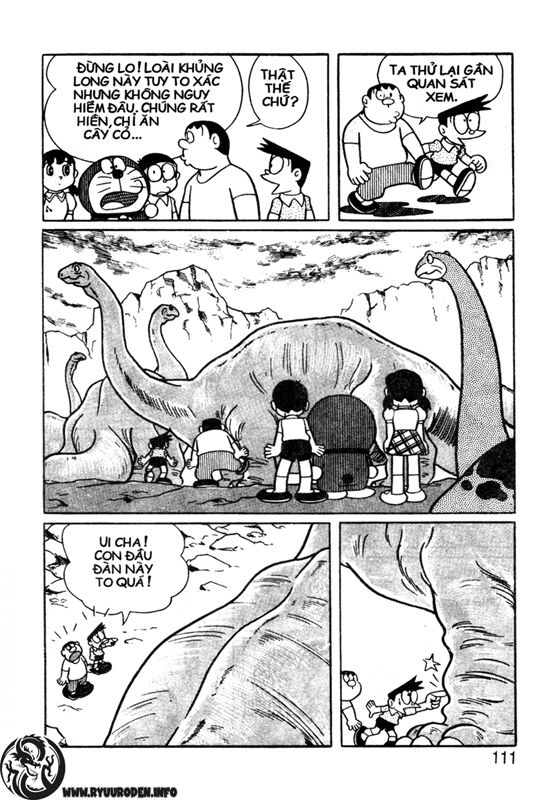 ĐỪNG LO! LOÀI KHỦNG
LONG NÀY TUY TO XÁC
NHƯNG KHÔNG NGUY
HIỂM ĐÂU. CHÚNG RẤT
HIỀN, CHỈ ĂN
CÂY CỎ...
THẬT
THẾ
CHỨ?
TA THỬ LẠI GẦN
QUAN SÁT
XEM.
UI CHA!
CON ĐẦU
ĐÀN NÀY
TO QUÁ!
111
WWW.RYUURODEN.INFO